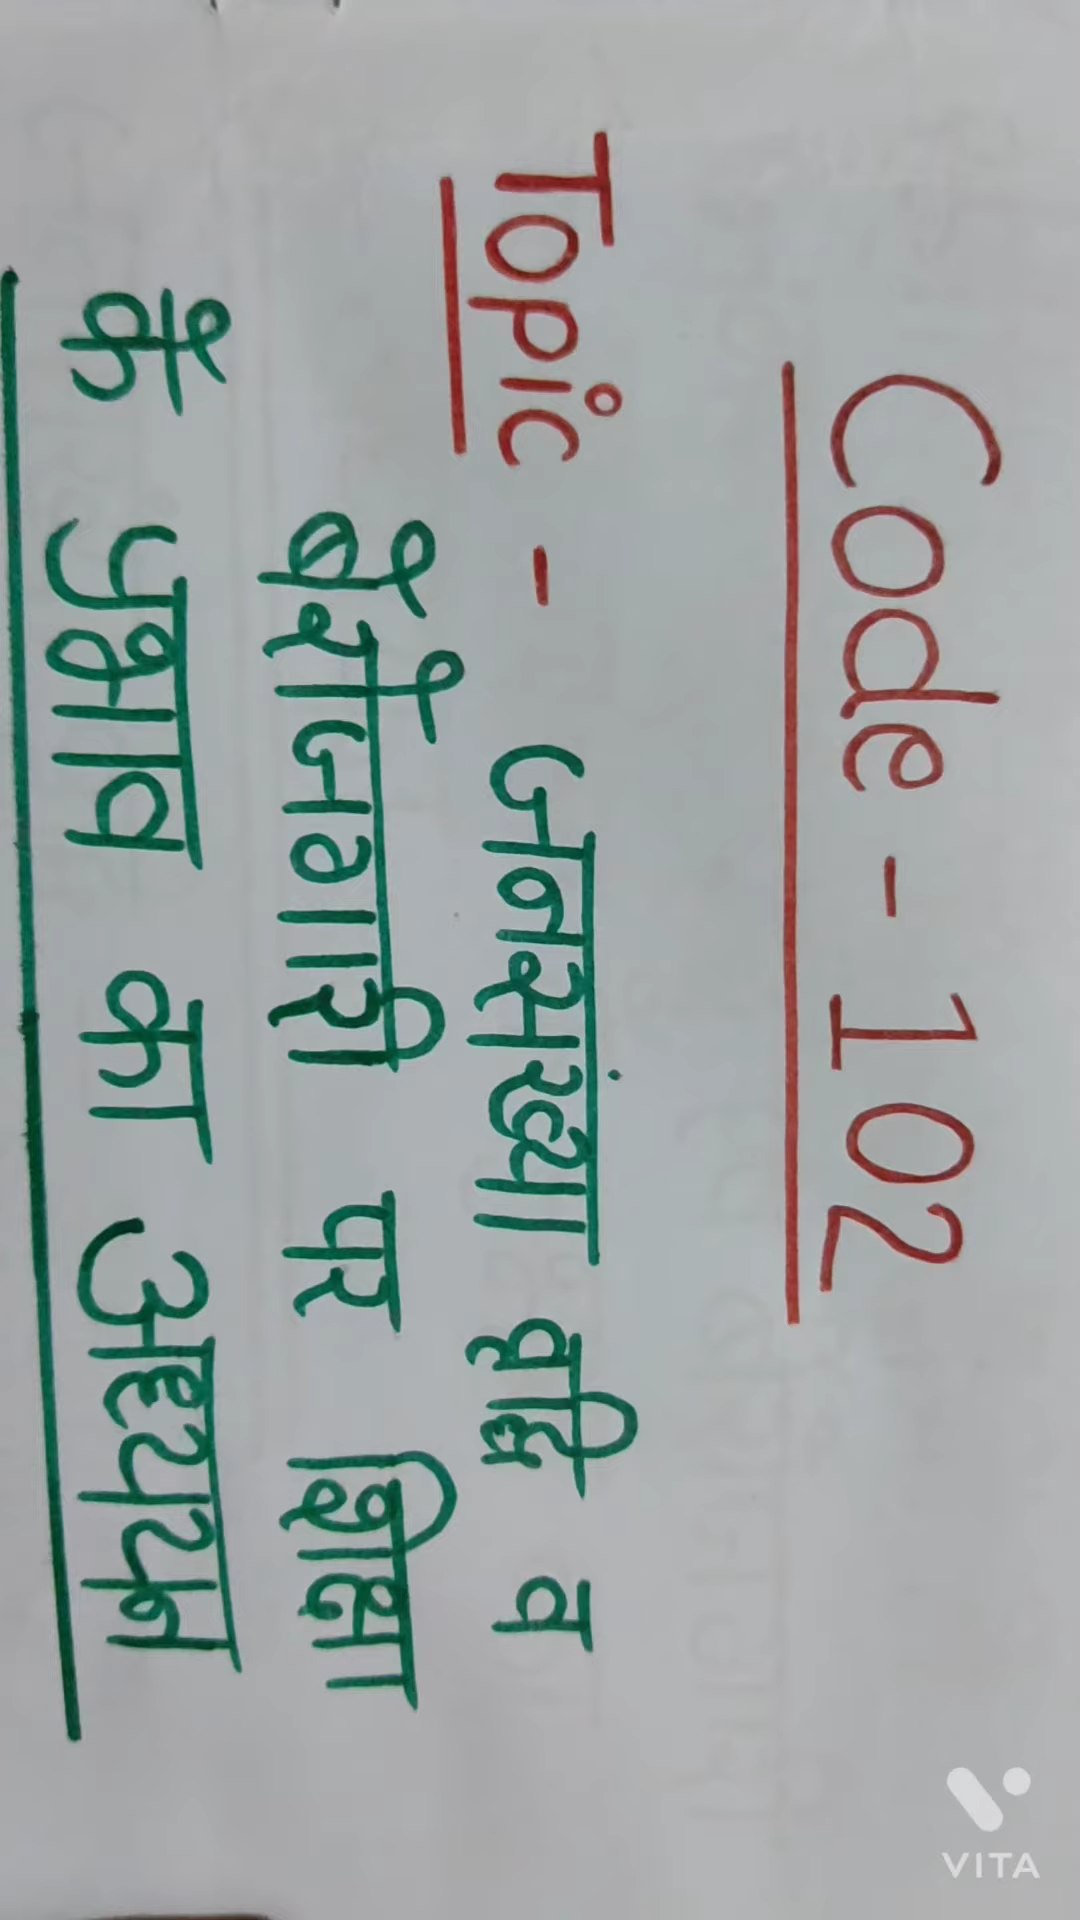 Code - 102
Topic - जनसंख्या वृद्धि व
बेरोजगारी पर शिक्षा
के प्रभाव का अध्ययन
VITA